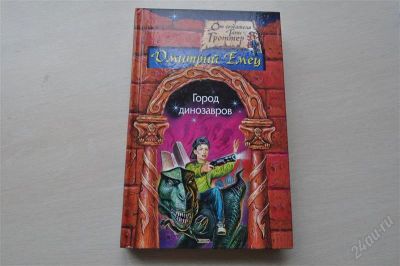 От создателя
Тани
Гроттер
Дмитрий Емец
Город
динозавров
24au.ru